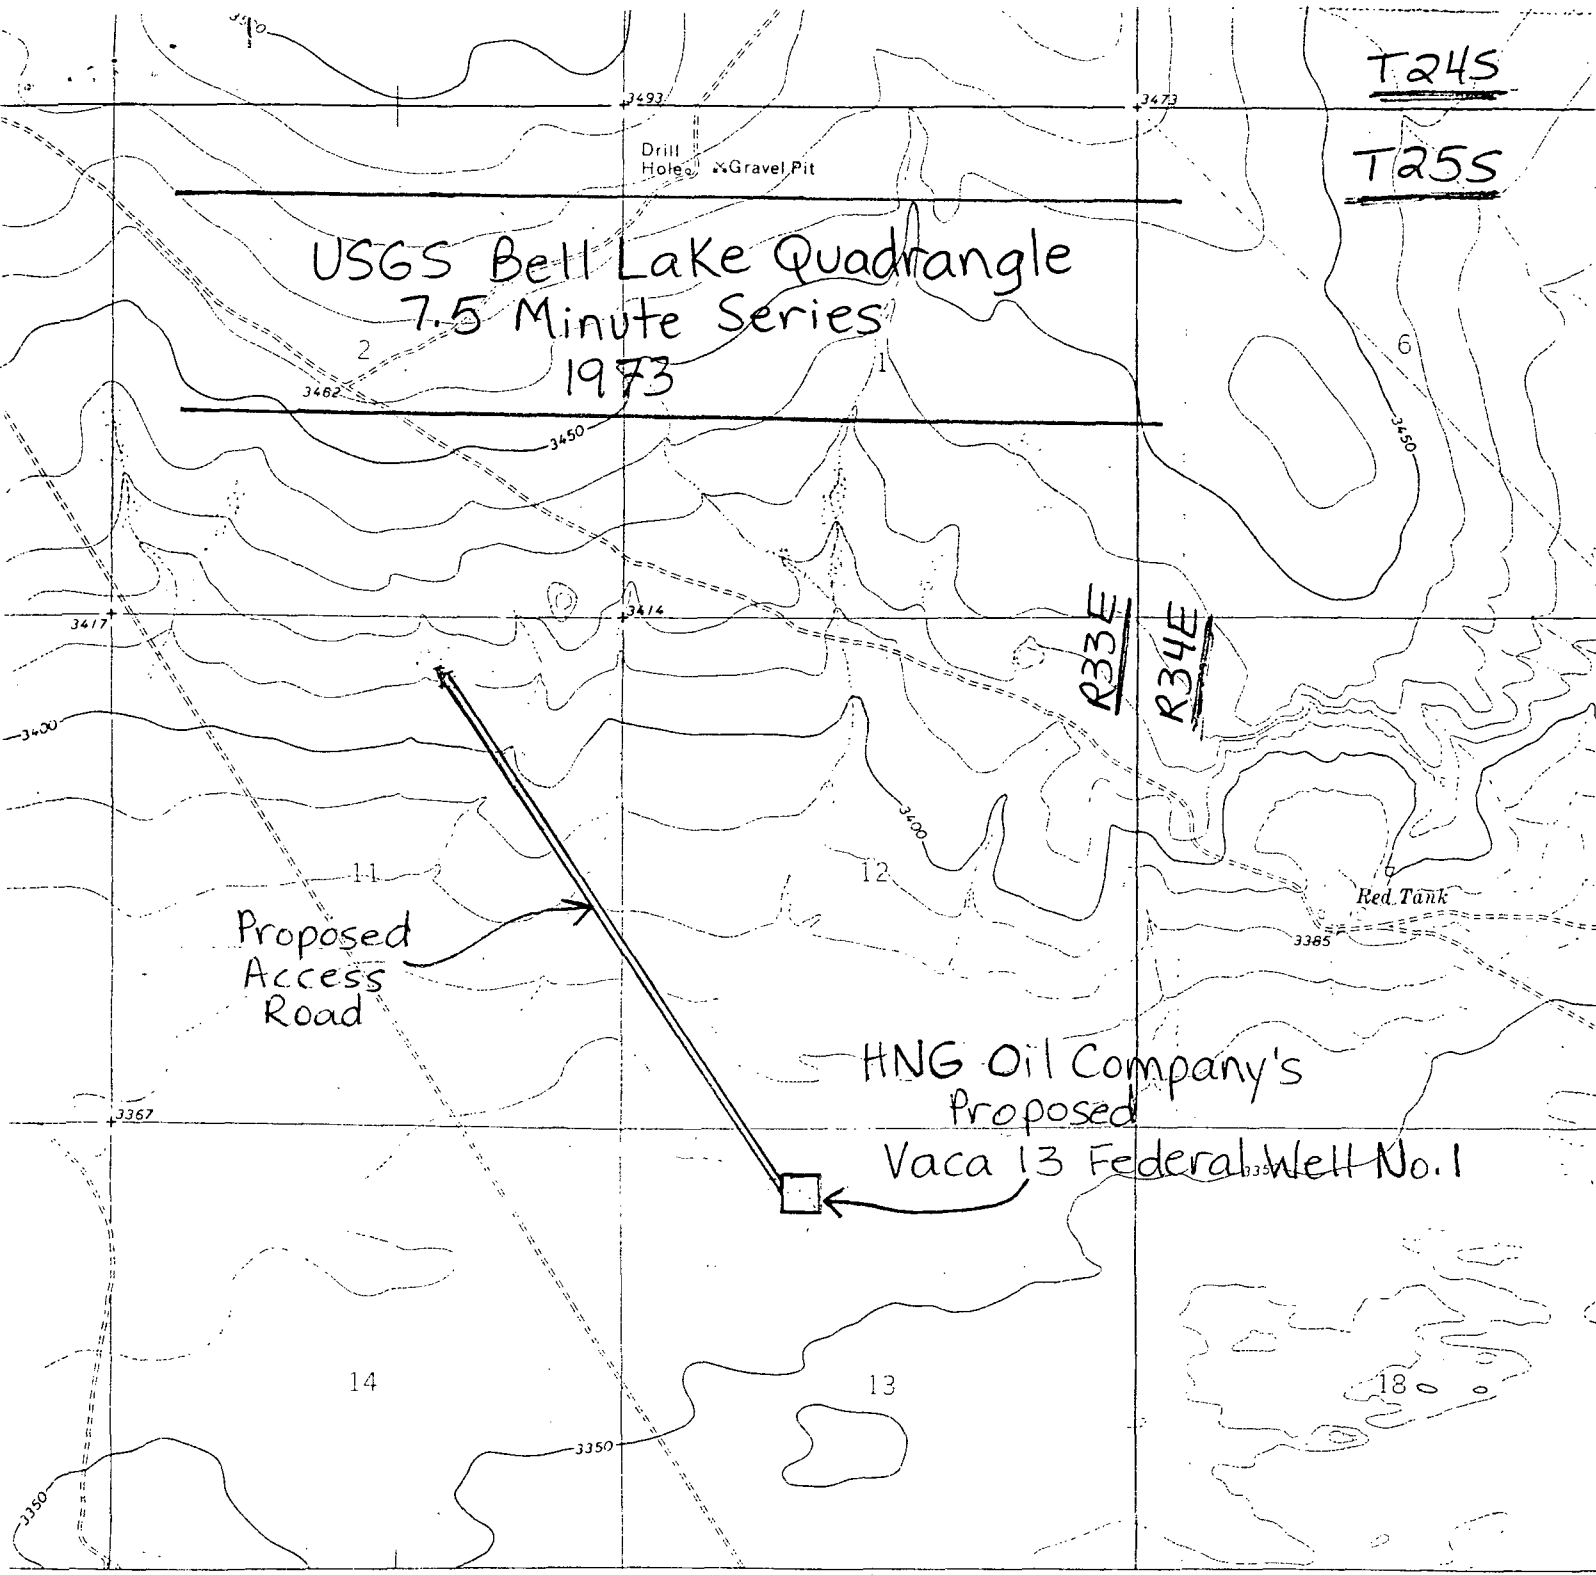 T24S
3493
3473
Drill
Hole
Gravel Pit
T25S
USGS Bell Lake Quadrangle
7.5 Minute Series
1973
2
1
6
3462
3450
3450
3417
3414
R33E
R34E
3400
3400
11
12
Red Tank
Proposed
Access
Road
3385
HNG Oil Company's
Proposed
3367
Vaca 13 Federal Well No.1
14
13
18
3350
3350